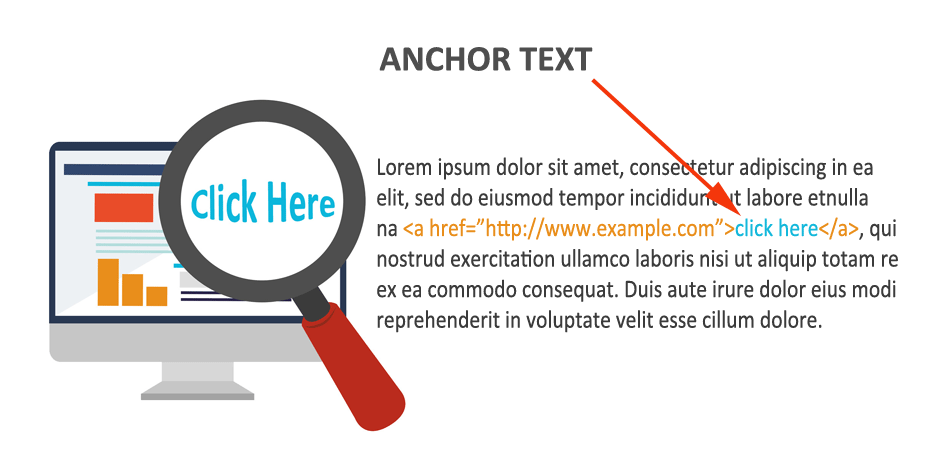 ANCHOR TEXT
Click Here
Lorem ipsum dolor sit amet, consectetur adipiscing in ea
elit, sed do eiusmod tempor incididunt ut labore etnulla
na <a href=”http://www.example.com”>click here</a>, qui
nostrud exercitation ullamco laboris nisi ut aliquip totam re
ex ea commodo consequat. Duis aute irure dolor eius modi
reprehenderit in voluptate velit esse cillum dolore.